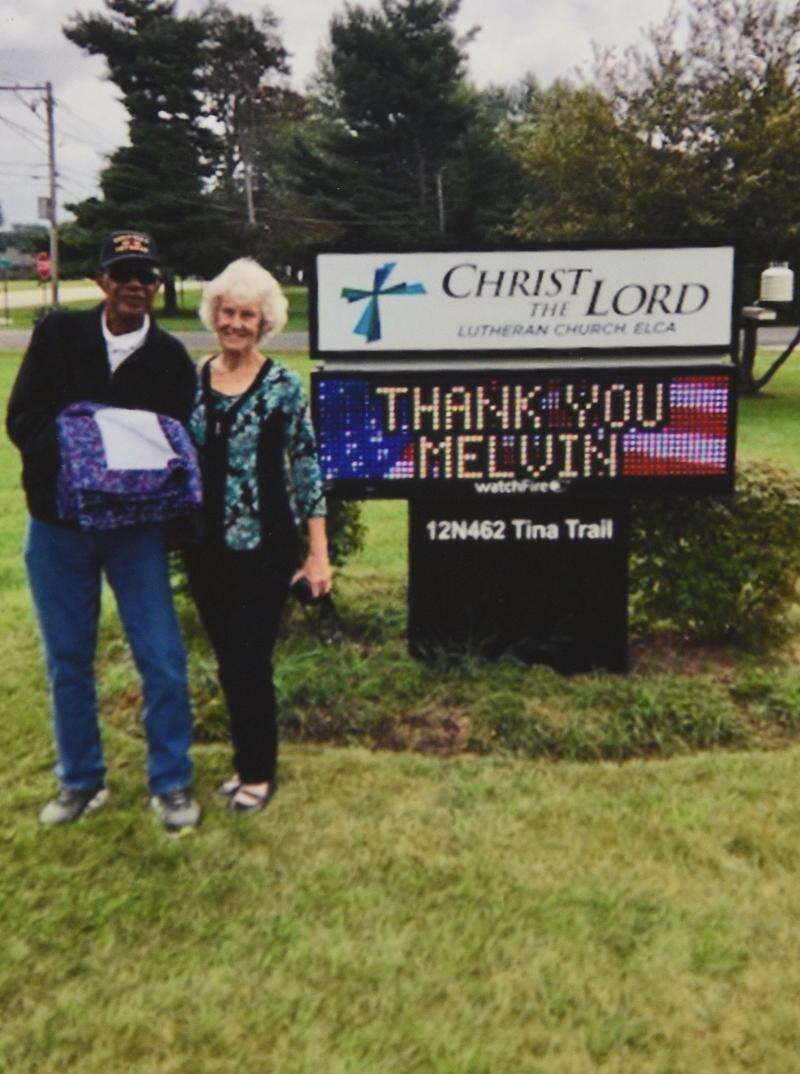 CHRIST
THE LORD
LUTHERAN CHURCH, ELCA
THANK YOU
MELVIN
watchFire
12N462 Tina Trail